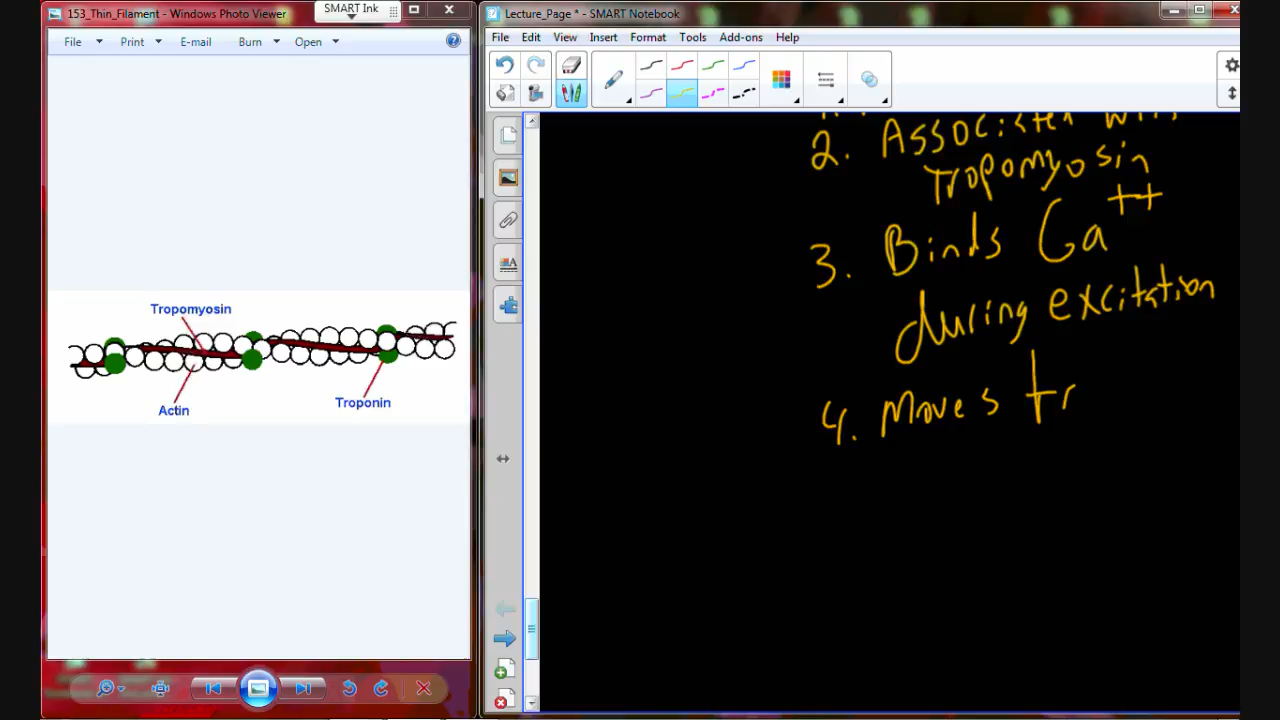 153_Thin_Filament - Windows Photo Viewer
SMART Ink
File Print E-mail Burn Open
Tropomyosin
Actin
Troponin
Lecture_Page * - SMART Notebook
File Edit View Insert Format Tools Add-ons Help
2. Associated with
Tropomyosin
3. Binds Ca++
during excitation
4. Moves tr